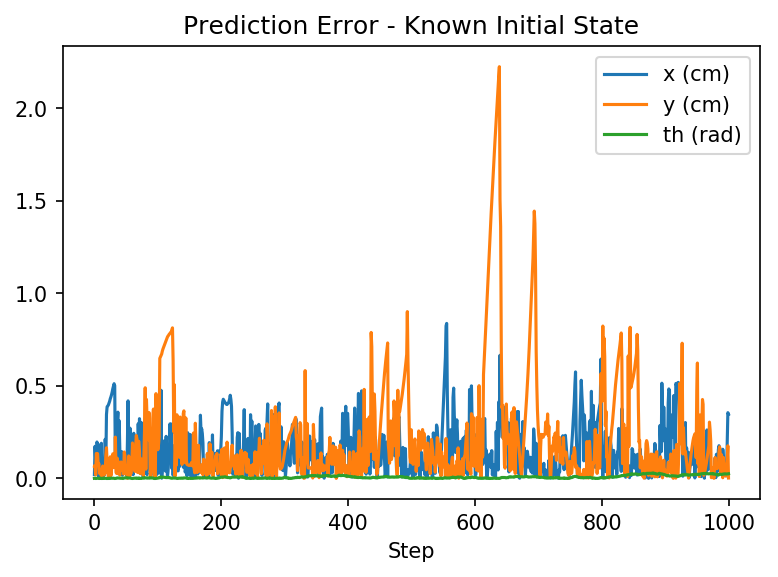 Prediction Error - Known Initial State
x (cm)
y (cm)
th (rad)
2.0
1.5
1.0
0.5
0.0
0 200 400 600 800 1000
Step